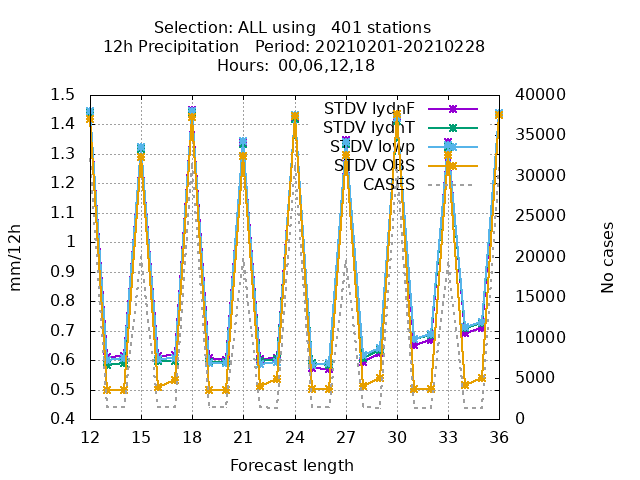 Selection: ALL using   401 stations
12h Precipitation   Period: 20210201-20210228
Hours:  00,06,12,18
STDV lydnF
STDV lydnT
STDV lowp
STDV OBS
CASES
mm/12h
1.5
1.4
1.3
1.2
1.1
1
0.9
0.8
0.7
0.6
0.5
0.4
40000
35000
30000
25000
20000
15000
10000
5000
0
No cases
12 15 18 21 24 27 30 33 36
Forecast length